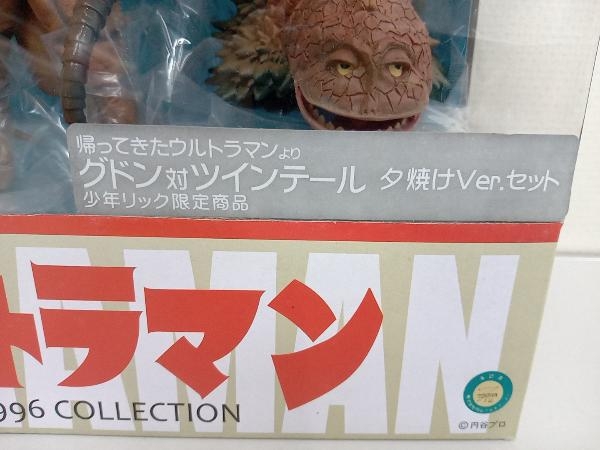 帰ってきたウルトラマンより
グドン対ツインテール 夕焼けVer.セット
少年リック限定商品
トラマン
AMAN
996 COLLECTION
©円谷プロ